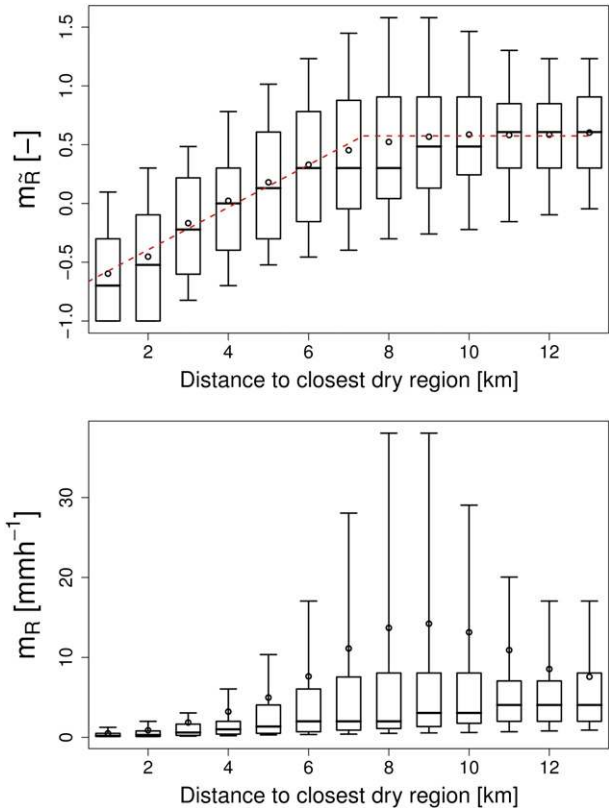 1.5
1.0
0.5
0.0
−0.5
−1.0
m_R̃ [−]
2 4 6 8 10 12
Distance to closest dry region [km]
30
20
10
0
m_R [mmh⁻¹]
2 4 6 8 10 12
Distance to closest dry region [km]